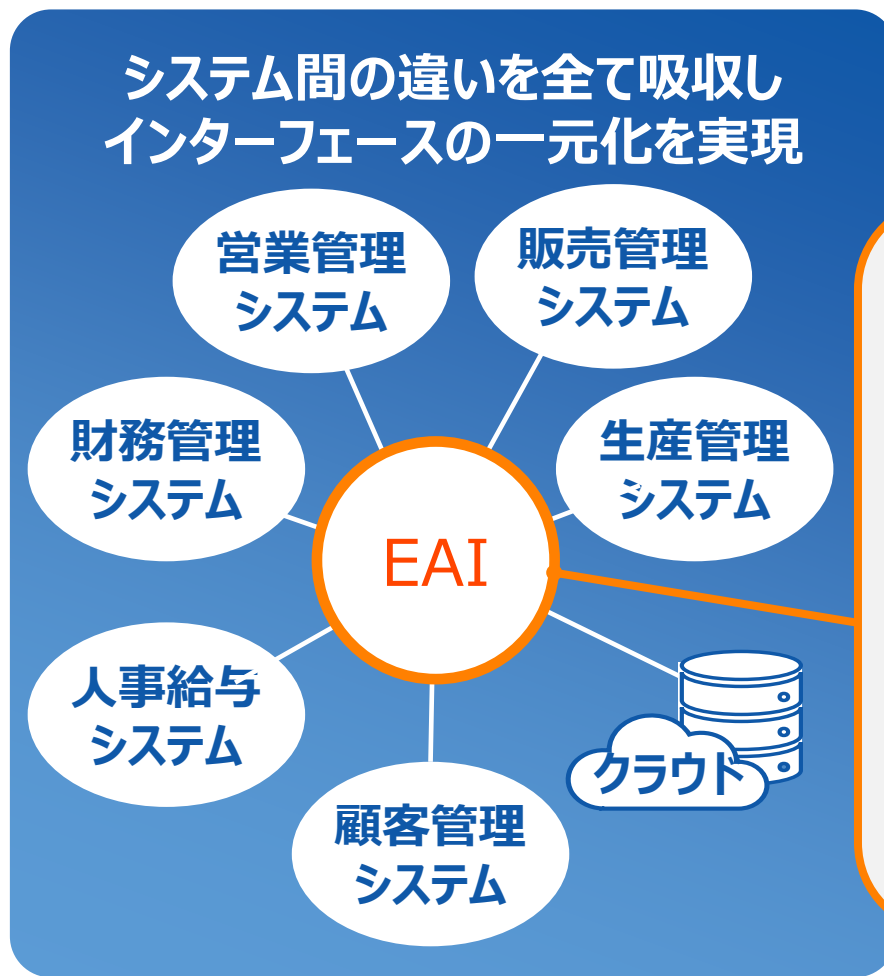 システム間の違いを全て吸収し
インターフェースの一元化を実現
営業管理
システム
販売管理
システム
財務管理
システム
生産管理
システム
EAI
人事給与
システム
クラウド
顧客管理
システム